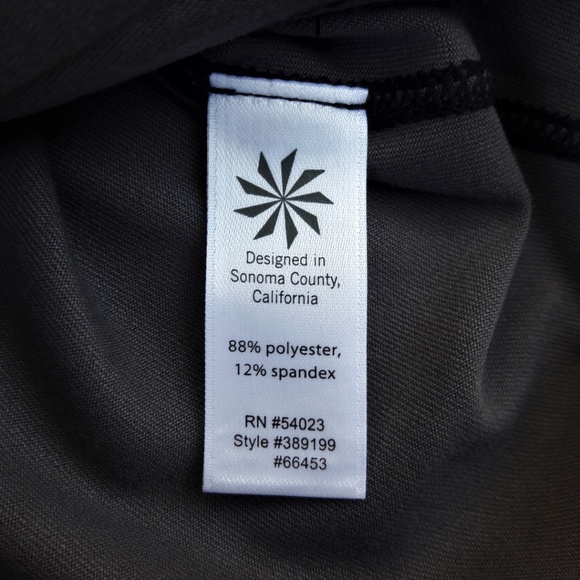 Designed in
Sonoma County,
California
88% polyester,
12% spandex
RN #54023
Style #389199
#66453